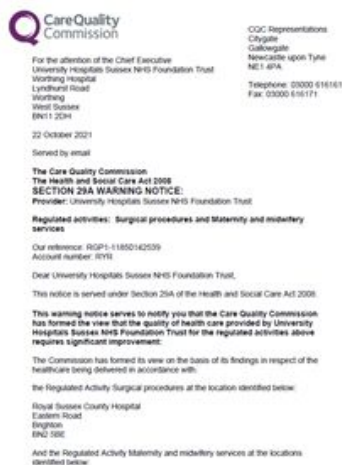 CareQuality
Commission
CQC Representations
Citygate
Gallowgate
Newcastle upon Tyne
NE1 4PA
Telephone: 03000 616161
Fax: 03000 616171
For the attention of the Chief Executive
University Hospitals Sussex NHS Foundation Trust
Worthing Hospital
Lyndhurst Road
Worthing
West Sussex
BN11 2DH
22 October 2021
Served by email
The Care Quality Commission
The Health and Social Care Act 2008
SECTION 29A WARNING NOTICE:
Provider: University Hospitals Sussex NHS Foundation Trust
Regulated activities: Surgical procedures and Maternity and midwifery
services
Our reference: RGP1-11850142539
Account number: RYR
Dear University Hospitals Sussex NHS Foundation Trust,
This notice is served under Section 29A of the Health and Social Care Act 2008.
This warning notice serves to notify you that the Care Quality Commission
has formed the view that the quality of health care provided by University
Hospitals Sussex NHS Foundation Trust for the regulated activities above
requires significant improvement:
The Commission has formed its view on the basis of its findings in respect of the
healthcare being delivered in accordance with:
the Regulated Activity Surgical procedures at the location identified below:
Royal Sussex County Hospital
Eastern Road
Brighton
BN2 5BE
And the Regulated Activity Maternity and midwifery services at the locations
identified below: